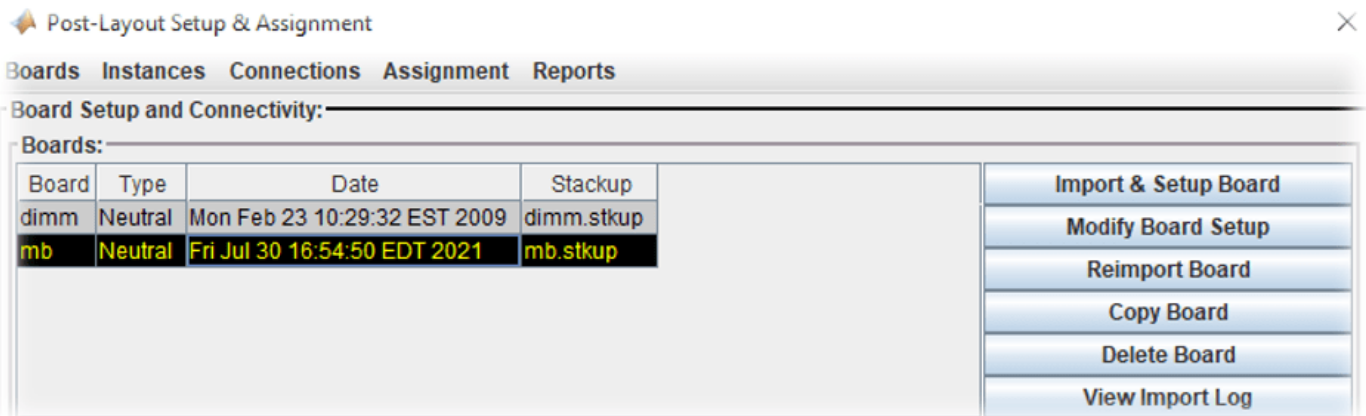 Post-Layout Setup & Assignment
Boards Instances Connections Assignment Reports
Board Setup and Connectivity:
Boards:
Board Type Date Stackup
dimm Neutral Mon Feb 23 10:29:32 EST 2009 dimm.stkup
mb Neutral Fri Jul 30 16:54:50 EDT 2021 mb.stkup
Import & Setup Board
Modify Board Setup
Reimport Board
Copy Board
Delete Board
View Import Log